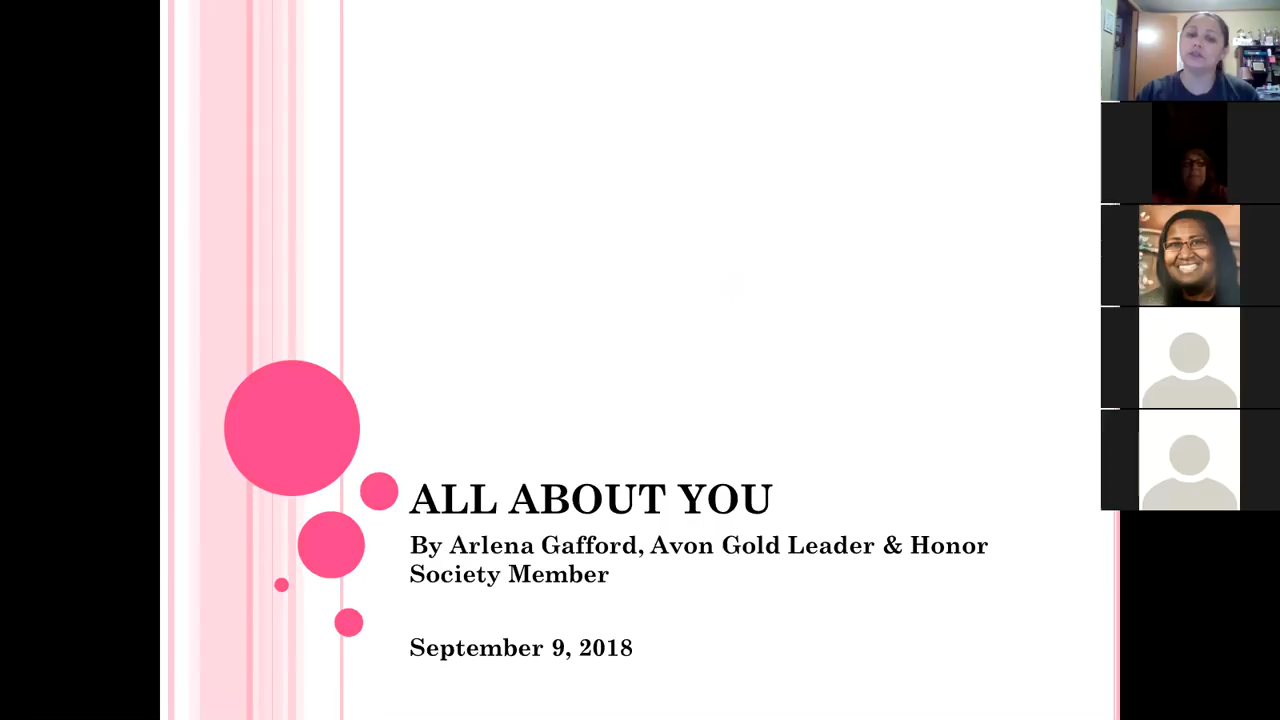 ALL ABOUT YOU
By Arlena Gafford, Avon Gold Leader & Honor
Society Member
September 9, 2018